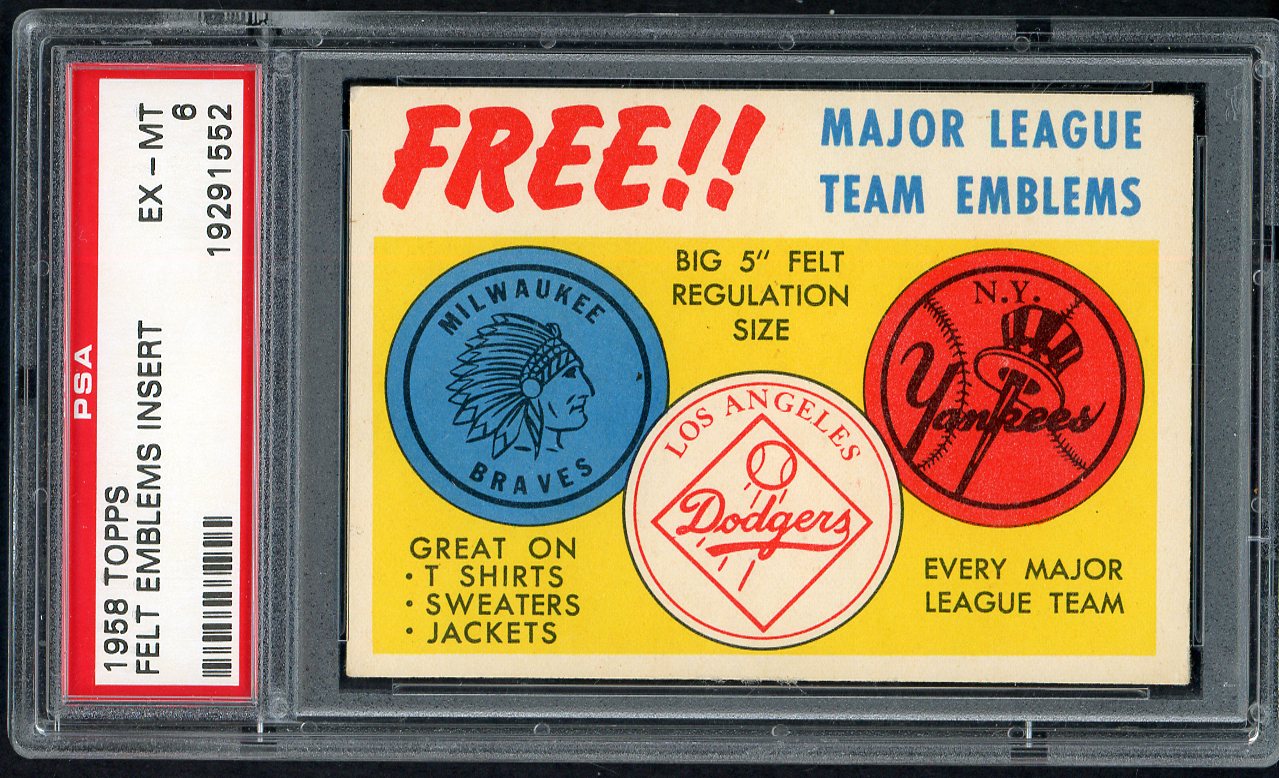 PSA
1958 TOPPS
FELT EMBLEMS INSERT
EX-MT
6
19291552
FREE!!
MAJOR LEAGUE
TEAM EMBLEMS
BIG 5" FELT
REGULATION
SIZE
MILWAUKEE
BRAVES
LOS ANGELES
Dodgers
N.Y.
Yankees
GREAT ON
• T SHIRTS
• SWEATERS
• JACKETS
EVERY MAJOR
LEAGUE TEAM